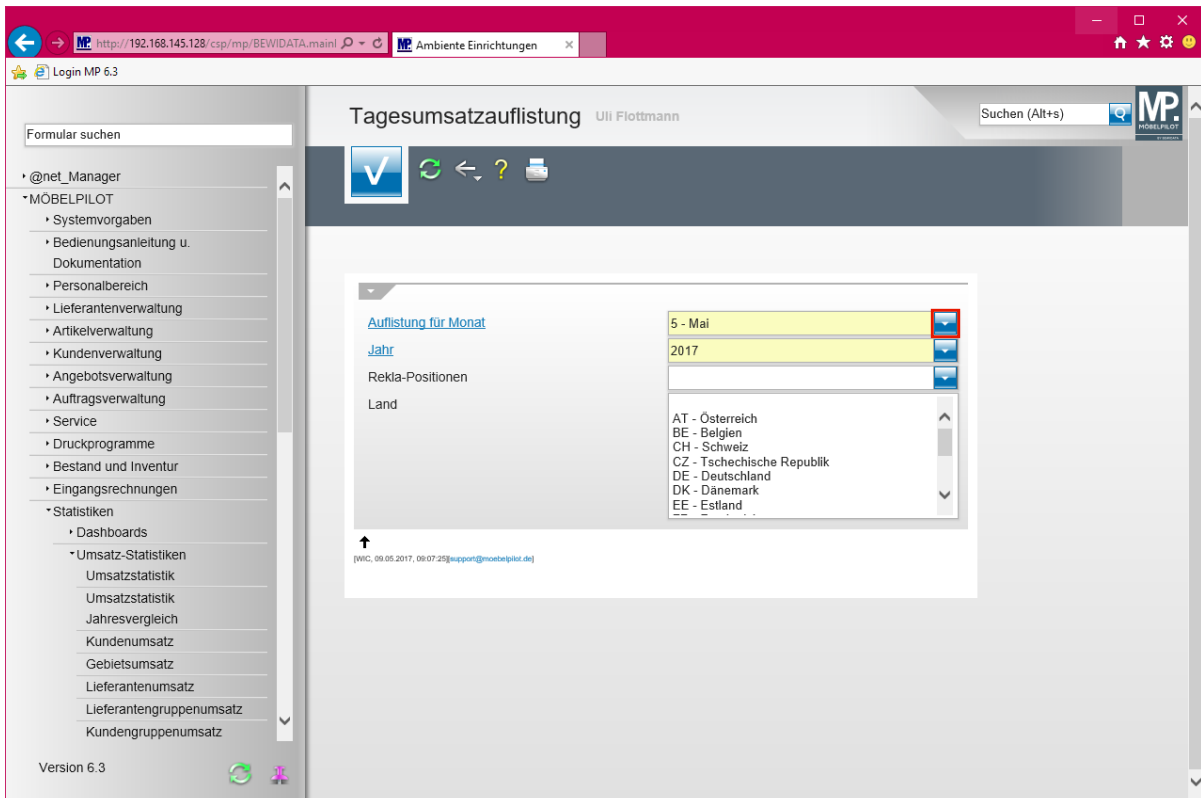 http://192.168.145.128/csp/mp/BEWIDATA.mainl
MP. Ambiente Einrichtungen
Login MP 6.3
Formular suchen
@net_Manager
MÖBELPILOT
Systemvorgaben
Bedienungsanleitung u.
Dokumentation
Personalbereich
Lieferantenverwaltung
Artikelverwaltung
Kundenverwaltung
Angebotsverwaltung
Auftragsverwaltung
Service
Druckprogramme
Bestand und Inventur
Eingangsrechnungen
Statistiken
Dashboards
Umsatz-Statistiken
Umsatzstatistik
Umsatzstatistik
Jahresvergleich
Kundenumsatz
Gebietsumsatz
Lieferantenumsatz
Lieferantengruppenumsatz
Kundengruppenumsatz
Version 6.3
Tagesumsatzauflistung Uli Flottmann
Suchen (Alt+s)
MP.
MÖBELPILOT
Auflistung für Monat 5 - Mai
Jahr 2017
Rekla-Positionen
Land
AT - Österreich
BE - Belgien
CH - Schweiz
CZ - Tschechische Republik
DE - Deutschland
DK - Dänemark
EE - Estland
[WIC, 09.05.2017, 09:07:25][support@moebelpilot.de]